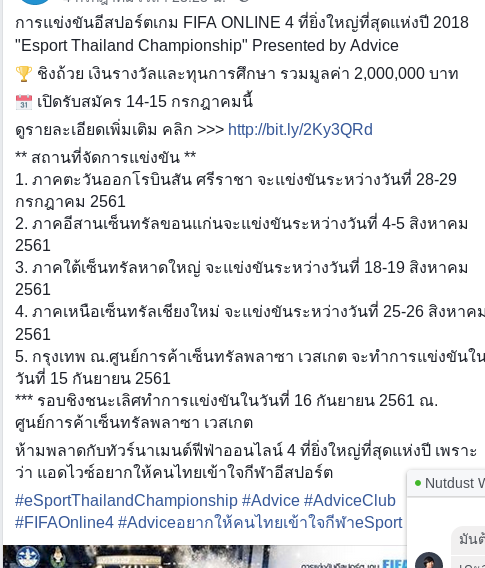 การแข่งขันอีสปอร์ตเกม FIFA ONLINE 4 ที่ยิ่งใหญ่ที่สุดแห่งปี 2018
"Esport Thailand Championship" Presented by Advice
🏆 ชิงถ้วย เงินรางวัลและทุนการศึกษา รวมมูลค่า 2,000,000 บาท
📅 เปิดรับสมัคร 14-15 กรกฎาคมนี้
ดูรายละเอียดเพิ่มเติม คลิก >>> http://bit.ly/2Ky3QRd
** สถานที่จัดการแข่งขัน **
1. ภาคตะวันออกโรบินสัน ศรีราชา จะแข่งขันระหว่างวันที่ 28-29
กรกฎาคม 2561
2. ภาคอีสานเซ็นทรัลขอนแก่นจะแข่งขันระหว่างวันที่ 4-5 สิงหาคม
2561
3. ภาคใต้เซ็นทรัลหาดใหญ่ จะแข่งขันระหว่างวันที่ 18-19 สิงหาคม
2561
4. ภาคเหนือเซ็นทรัลเชียงใหม่ จะแข่งขันระหว่างวันที่ 25-26 สิงหาคม
2561
5. กรุงเทพ ณ.ศูนย์การค้าเซ็นทรัลพลาซา เวสเกต จะทำการแข่งขันใน
วันที่ 15 กันยายน 2561
*** รอบชิงชนะเลิศทำการแข่งขันในวันที่ 16 กันยายน 2561 ณ.
ศูนย์การค้าเซ็นทรัลพลาซา เวสเกต
ห้ามพลาดกับทัวร์นาเมนต์ฟีฟ่าออนไลน์ 4 ที่ยิ่งใหญ่ที่สุดแห่งปี เพราะ
ว่า แอดไวซ์อยากให้คนไทยเข้าใจกีฬาอีสปอร์ต
#eSportThailandChampionship #Advice #AdviceClub
#FIFAOnline4 #Adviceอยากให้คนไทยเข้าใจกีฬาeSport
Nutdust
การแข่งขันกีฬา เกม FIFA